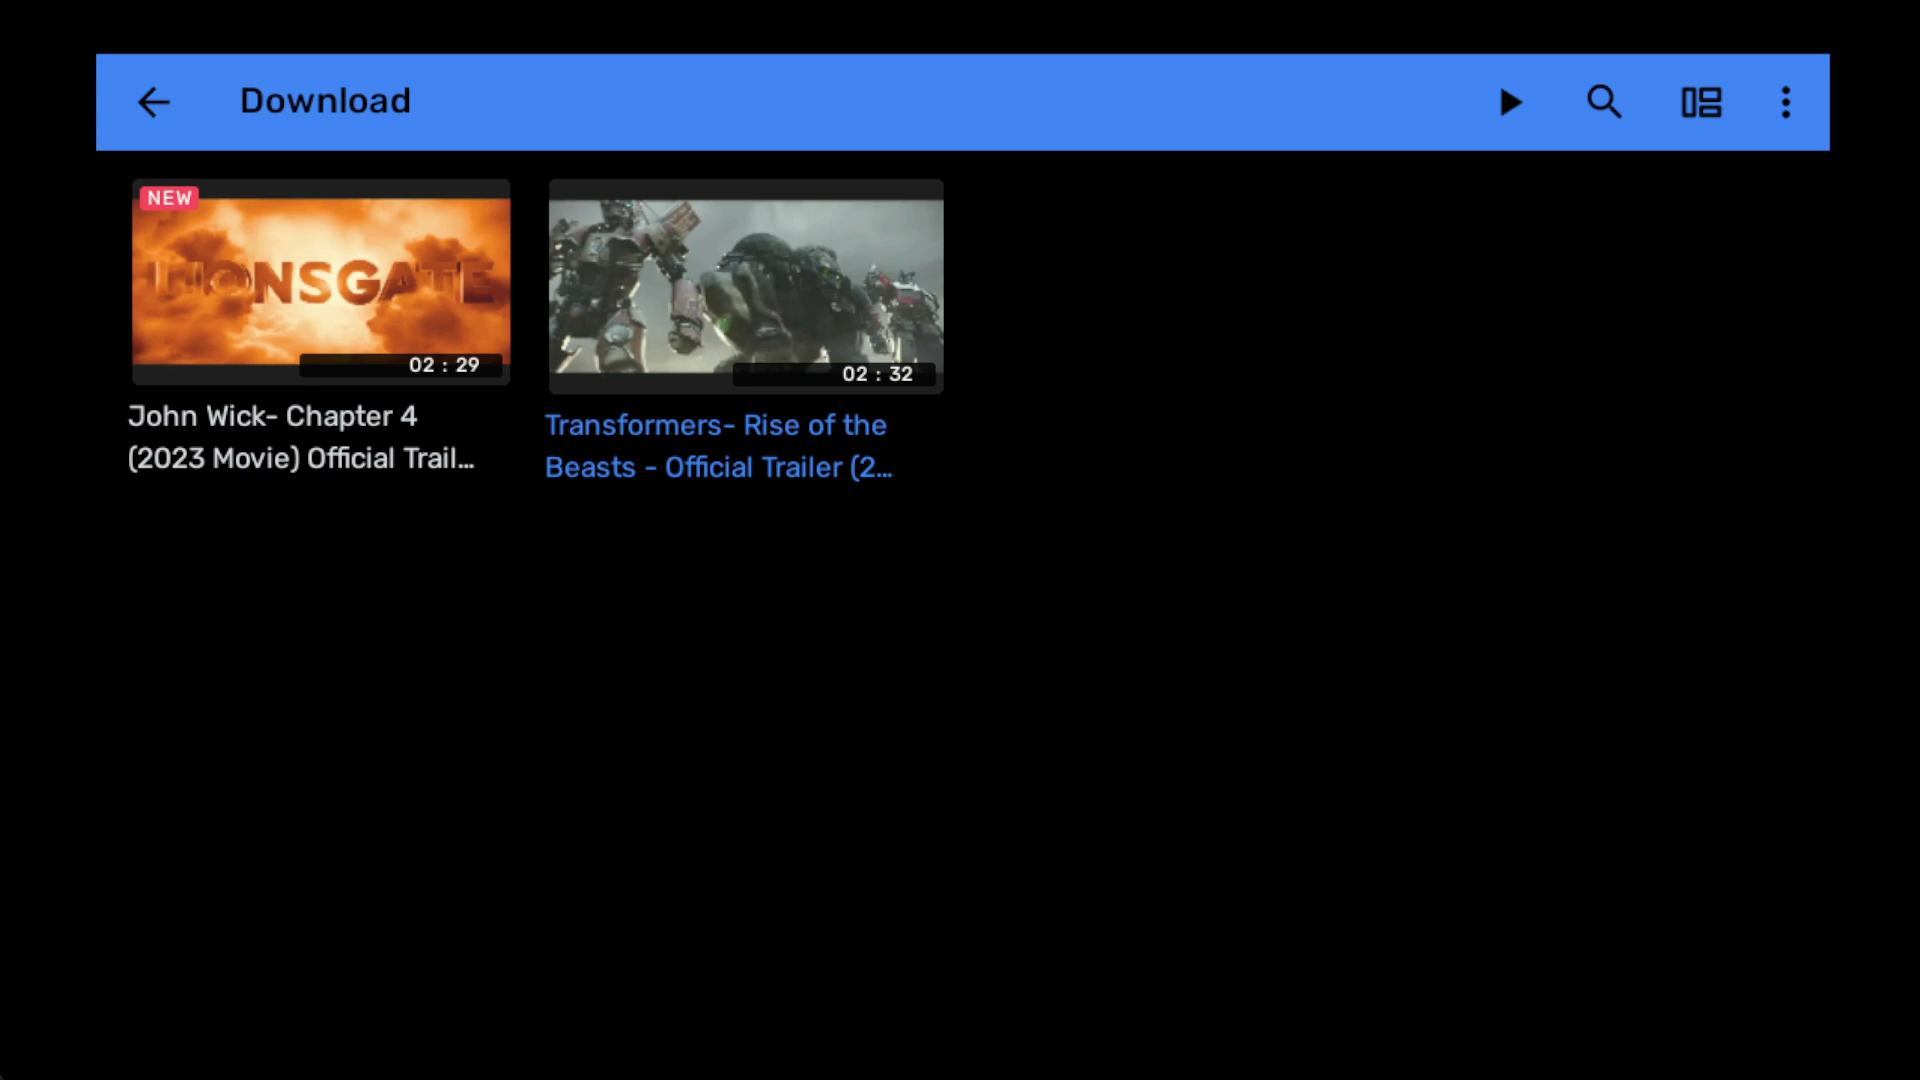 Download
NEW
LIONSGATE
02 : 29
John Wick- Chapter 4
(2023 Movie) Official Trail...
02 : 32
Transformers- Rise of the
Beasts - Official Trailer (2...